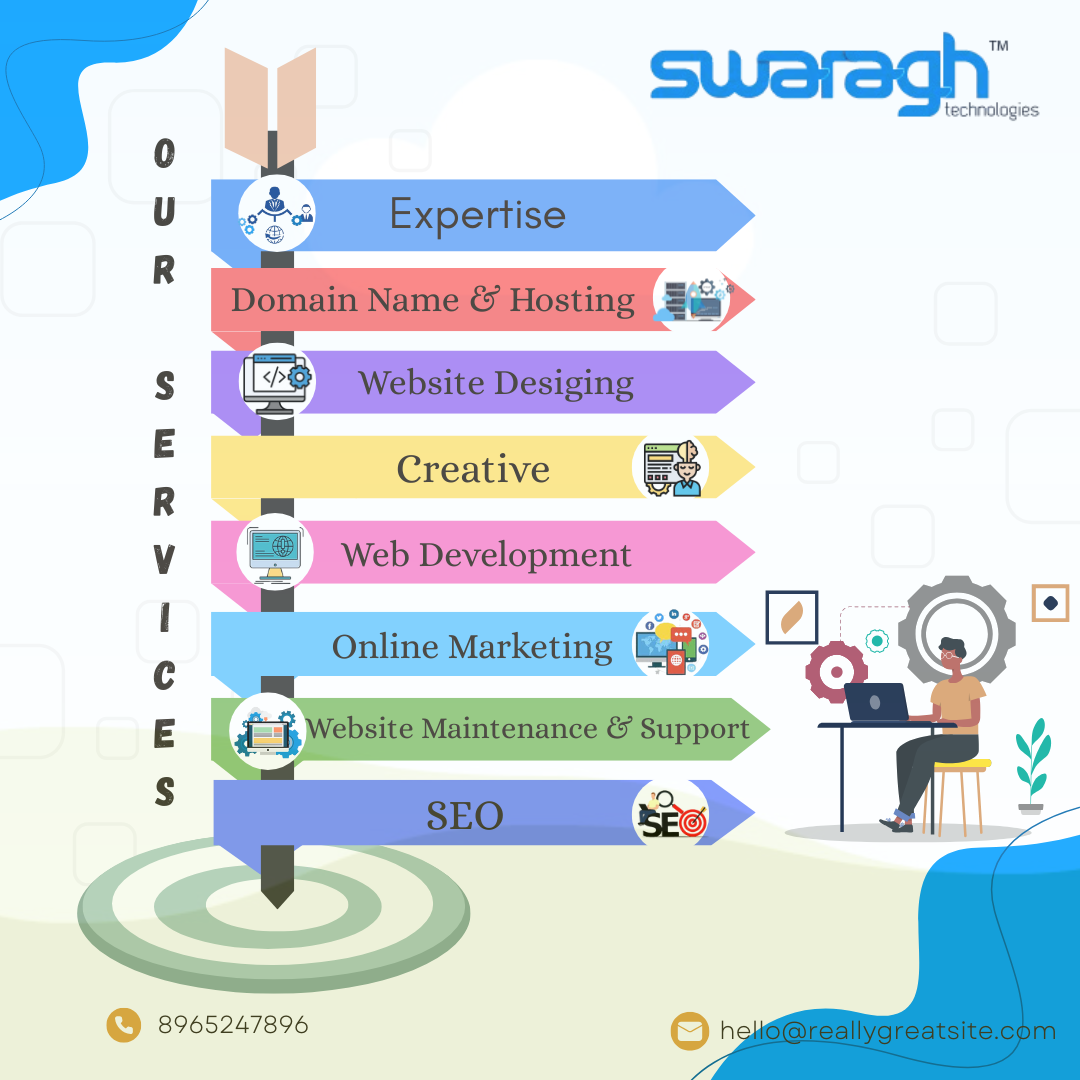 swaragh™
technologies
OUR SERVICES
Expertise
Domain Name & Hosting
Website Desiging
Creative
Web Development
Online Marketing
Website Maintenance & Support
SEO
SEO
8965247896
hello@reallygreatsite.com